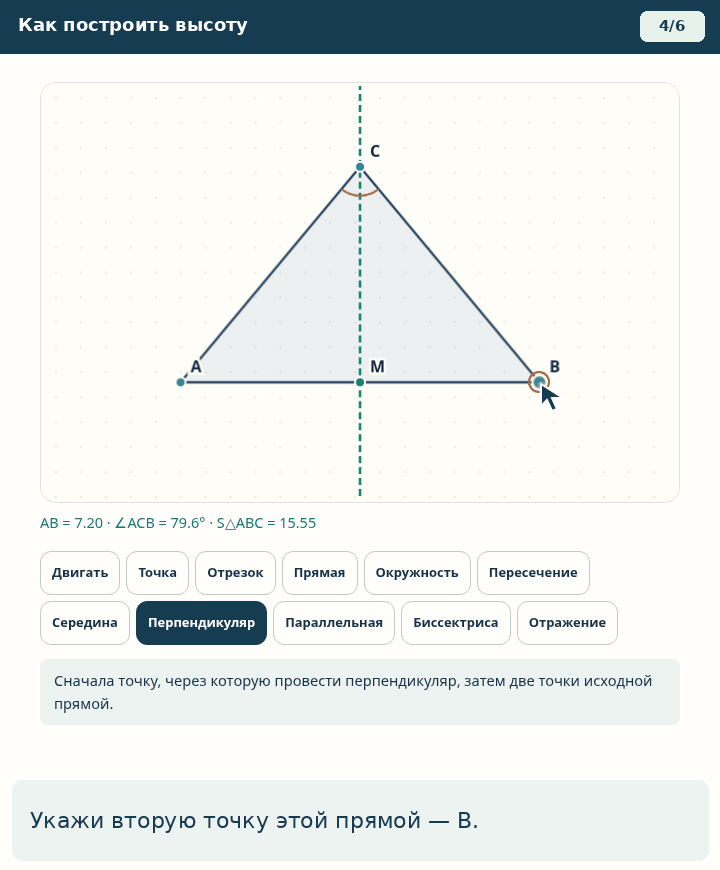 Как построить высоту
4/6
C
A
M
B
AB = 7.20 · ∠ACB = 79.6° · S△ABC = 15.55
Двигать
Точка
Отрезок
Прямая
Окружность
Пересечение
Середина
Перпендикуляр
Параллельная
Биссектриса
Отражение
Сначала точку, через которую провести перпендикуляр, затем две точки исходной
прямой.
Укажи вторую точку этой прямой — B.